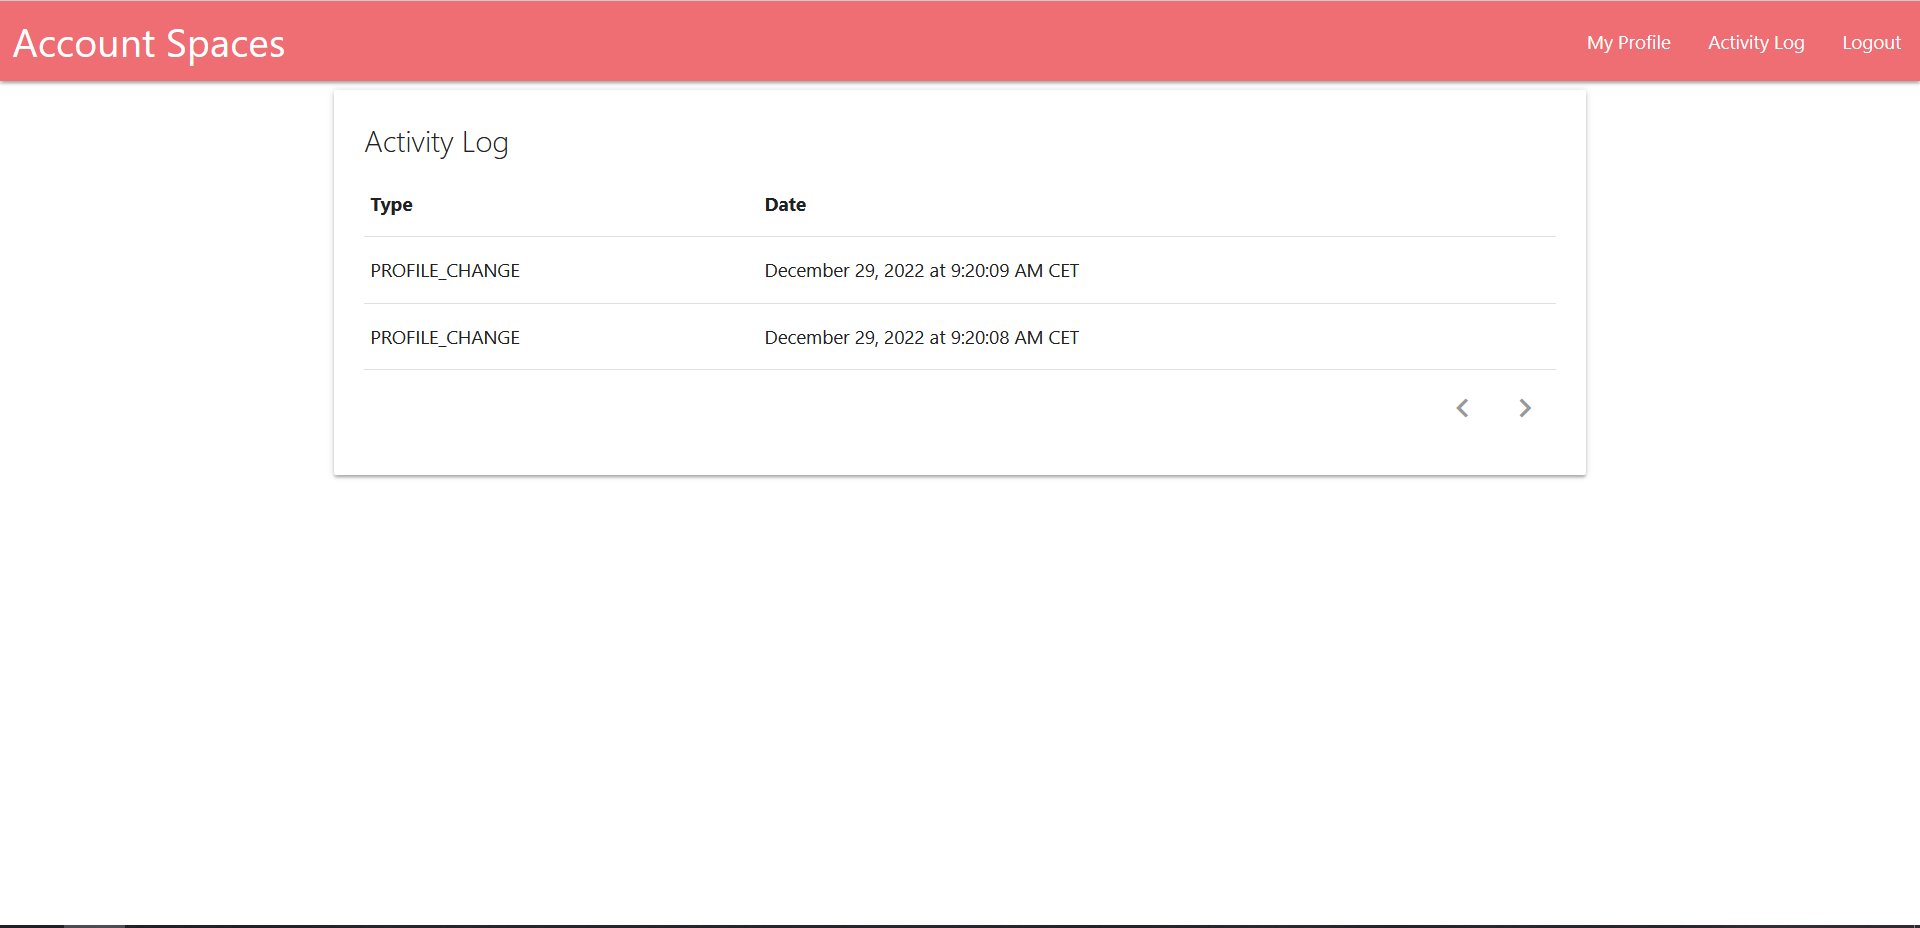 Account Spaces
My Profile Activity Log Logout
Activity Log
Type Date
PROFILE_CHANGE December 29, 2022 at 9:20:09 AM CET
PROFILE_CHANGE December 29, 2022 at 9:20:08 AM CET